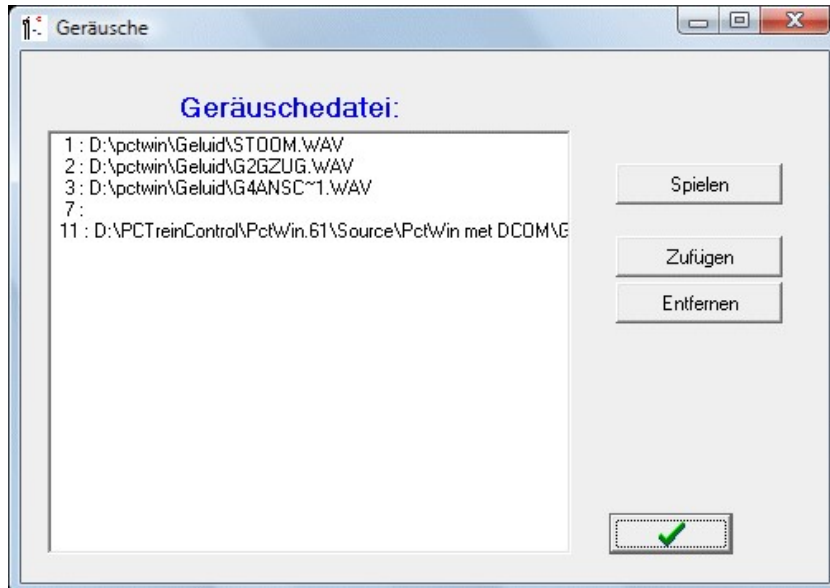 Geräusche
Geräuschedatei:
1 : D:\pctwin\Geluid\STOOM.WAV
2 : D:\pctwin\Geluid\G2GZUG.WAV
3 : D:\pctwin\Geluid\G4ANSC~1.WAV
7 :
11 : D:\PCTreinControl\PctWin.61\Source\PctWin met DCOM\G
Spielen
Zufügen
Entfernen